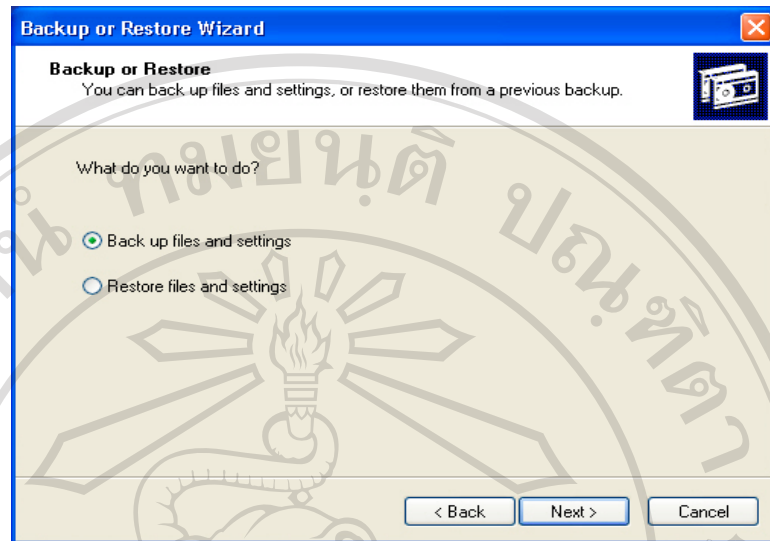 Backup or Restore Wizard
Backup or Restore
You can back up files and settings, or restore them from a previous backup.
What do you want to do?
Back up files and settings
Restore files and settings
< Back
Next >
Cancel